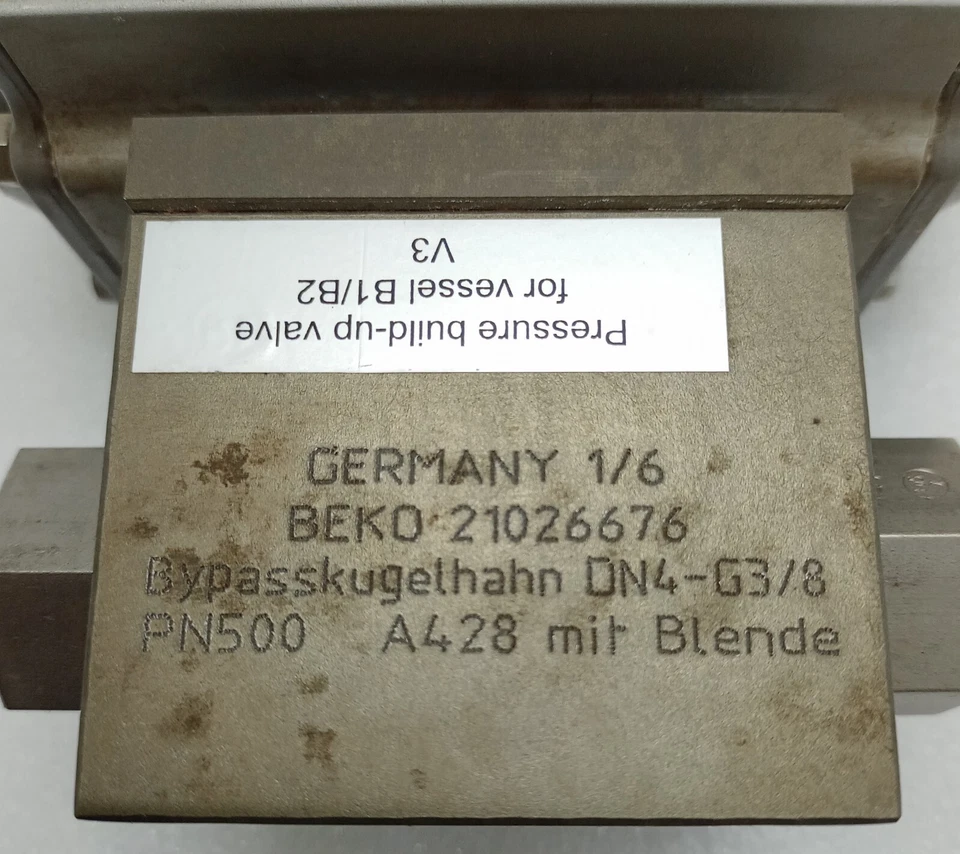 Pressure build-up valve
for vessel B1/B2
V3
GERMANY 1/6
BEKO 21026676
Bypasskugelhahn DN4-G3/8
PN500 A428 mit Blende